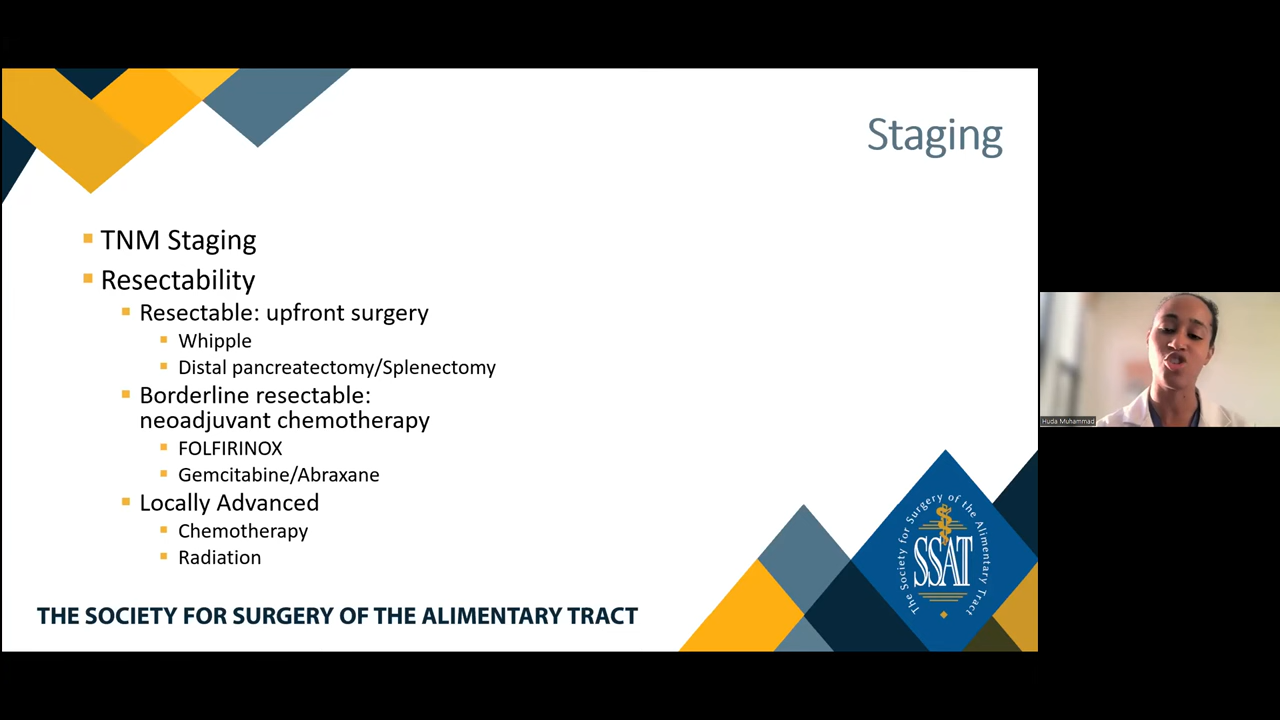 Staging
TNM Staging
Resectability
Resectable: upfront surgery
Whipple
Distal pancreatectomy/Splenectomy
Borderline resectable:
neoadjuvant chemotherapy
FOLFIRINOX
Gemcitabine/Abraxane
Locally Advanced
Chemotherapy
Radiation
THE SOCIETY FOR SURGERY OF THE ALIMENTARY TRACT
The Society for Surgery of the Alimentary Tract
SSAT
Huda Muhammad